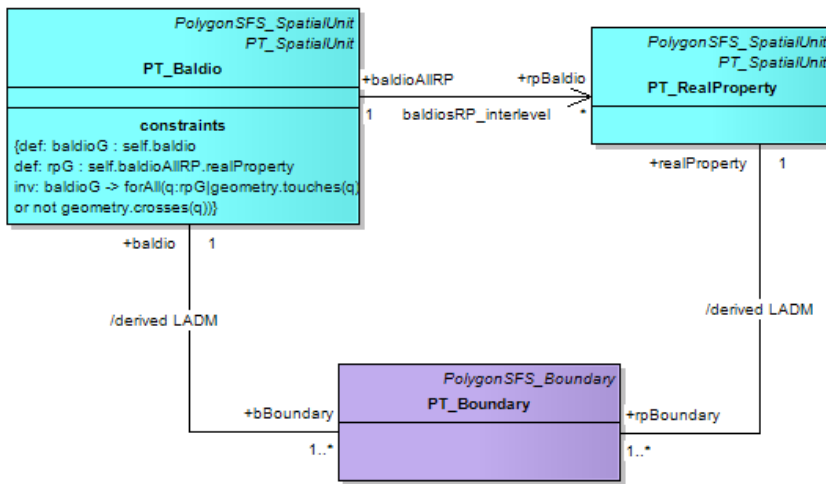 PolygonSFS_SpatialUnit
PT_SpatialUnit
PT_Baldio
constraints
{def: baldioG : self.baldio
def: rpG : self.baldioAllRP.realProperty
inv: baldioG -> forAll(q:rpG|geometry.touches(q)
or not geometry.crosses(q))}
+baldioAllRP
+rpBaldio
1
baldiosRP_interlevel
*
PolygonSFS_SpatialUnit
PT_SpatialUnit
PT_RealProperty
+baldio
1
+realProperty
1
/derived LADM
/derived LADM
PolygonSFS_Boundary
PT_Boundary
+bBoundary
1..*
+rpBoundary
1..*